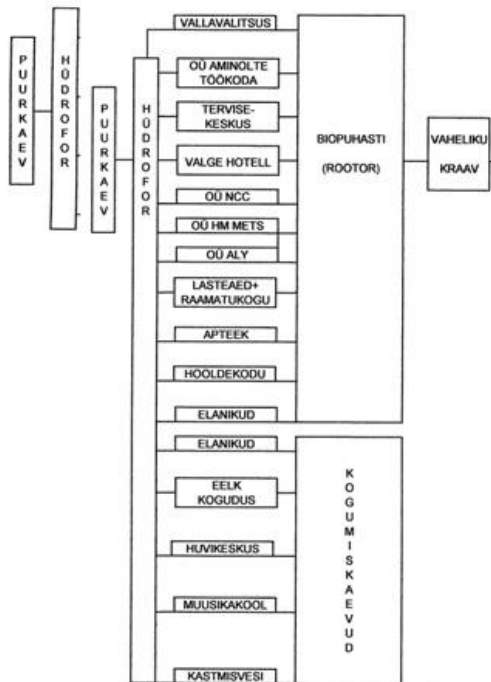 PUURKAEV
HÜDROFOR
PUURKAEV
HÜDROFOR
VALLAVALITSUS
OÜ AMINOLTE
TÖÖKODA
TERVISE-
KESKUS
VALGE HOTELL
OÜ NCC
OÜ HM METS
OÜ ALY
LASTEAED+
RAAMATUKOGU
APTEEK
HOOLDEKODU
ELANIKUD
ELANIKUD
EELK
KOGUDUS
HUVIKESKUS
MUUSIKAKOOL
KASTMISVESI
BIOPUHASTI
(ROOTOR)
KOGUMISKAEVUD
VAHELIKU
KRAAV